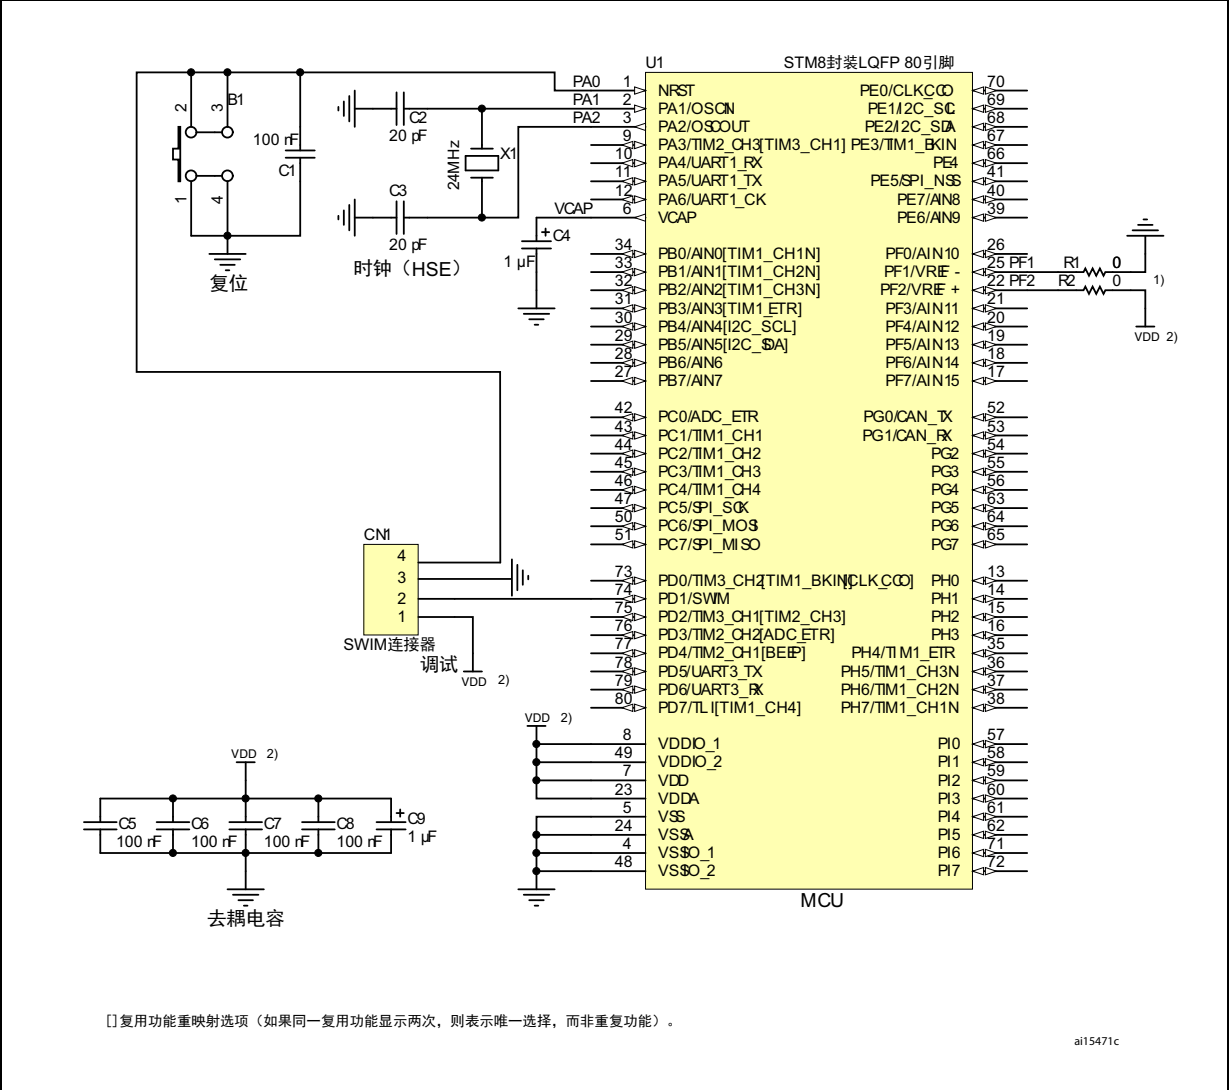 U1
STM8封装LQFP 80引脚
2
3
B1
1
4
100 nF
C1
复位
C2
20 pF
24MHz
X1
C3
20 pF
时钟（HSE）
PA0
PA1
PA2
VCAP
+
C4
1 µF
1 NRST
2 PA1/OSCIN
3 PA2/OSCOUT
9 PA3/TIM2_CH3[TIM3_CH1]
10 PA4/UART1_RX
11 PA5/UART1_TX
12 PA6/UART1_CK
6 VCAP
34 PB0/AIN0[TIM1_CH1N]
33 PB1/AIN1[TIM1_CH2N]
32 PB2/AIN2[TIM1_CH3N]
31 PB3/AIN3[TIM1_ETR]
30 PB4/AIN4[I2C_SCL]
29 PB5/AIN5[I2C_SDA]
28 PB6/AIN6
27 PB7/AIN7
42 PC0/ADC_ETR
43 PC1/TIM1_CH1
44 PC2/TIM1_CH2
45 PC3/TIM1_CH3
46 PC4/TIM1_CH4
47 PC5/SPI_SCK
50 PC6/SPI_MOSI
51 PC7/SPI_MISO
73 PD0/TIM3_CH2[TIM1_BKIN][CLK_CCO]
74 PD1/SWIM
75 PD2/TIM3_CH1[TIM2_CH3]
76 PD3/TIM2_CH2[ADC_ETR]
77 PD4/TIM2_CH1[BEEP]
78 PD5/UART3_TX
79 PD6/UART3_RX
80 PD7/TLI[TIM1_CH4]
8 VDDIO_1
49 VDDIO_2
7 VDD
23 VDDA
5 VSS
24 VSSA
4 VSSIO_1
48 VSSIO_2
PE0/CLK_CCO 70
PE1/I2C_SCL 69
PE2/I2C_SDA 68
PE3/TIM1_BKIN 67
PE4 66
PE5/SPI_NSS 41
PE7/AIN8 40
PE6/AIN9 39
PF0/AIN10 26
PF1/VREF - 25 PF1 R1 0
PF2/VREF + 22 PF2 R2 0
1)
VDD 2)
PF3/AIN11 21
PF4/AIN12 20
PF5/AIN13 19
PF6/AIN14 18
PF7/AIN15 17
PG0/CAN_TX 52
PG1/CAN_RX 53
PG2 54
PG3 55
PG4 56
PG5 63
PG6 64
PG7 65
PH0 13
PH1 14
PH2 15
PH3 16
PH4/TIM1_ETR 35
PH5/TIM1_CH3N 36
PH6/TIM1_CH2N 37
PH7/TIM1_CH1N 38
PI0 57
PI1 58
PI2 59
PI3 60
PI4 61
PI5 62
PI6 71
PI7 72
MCU
CN1
4
3
2
1
SWIM连接器
调试
VDD 2)
VDD 2)
VDD 2)
C5
100 nF
C6
100 nF
C7
100 nF
C8
100 nF
+
C9
1 µF
去耦电容
[]复用功能重映射选项（如果同一复用功能显示两次，则表示唯一选择，而非重复功能）。
ai15471c